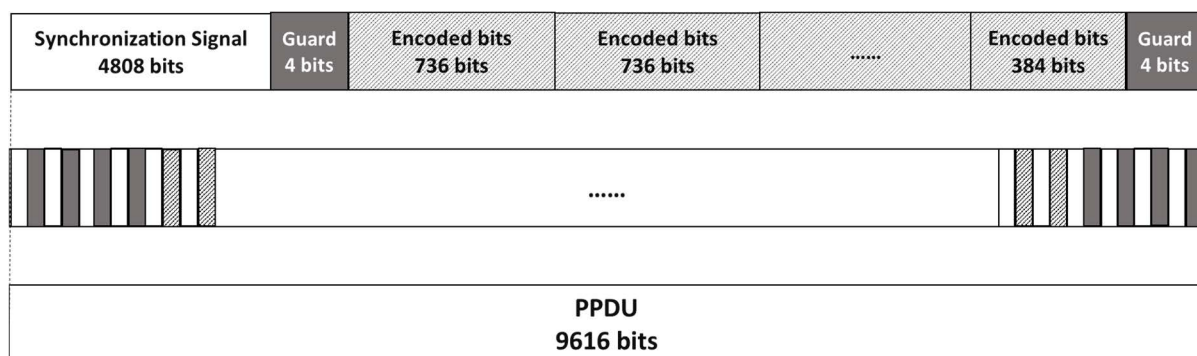 Synchronization Signal
4808 bits
Guard
4 bits
Encoded bits
736 bits
Encoded bits
736 bits
......
Encoded bits
384 bits
Guard
4 bits
......
PPDU
9616 bits